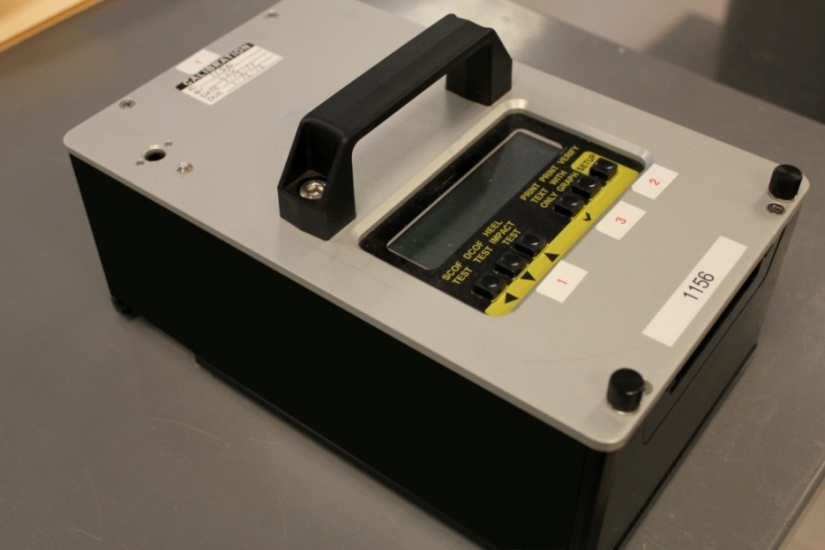 1
CALIBRATION
SCOF
TEST
DCOF
TEST
HEEL
IMPACT
TEST
PRINT
TEXT
ONLY
PRINT
WITH
GRAPH
VERIFY
SETUP
1
3
2
1156